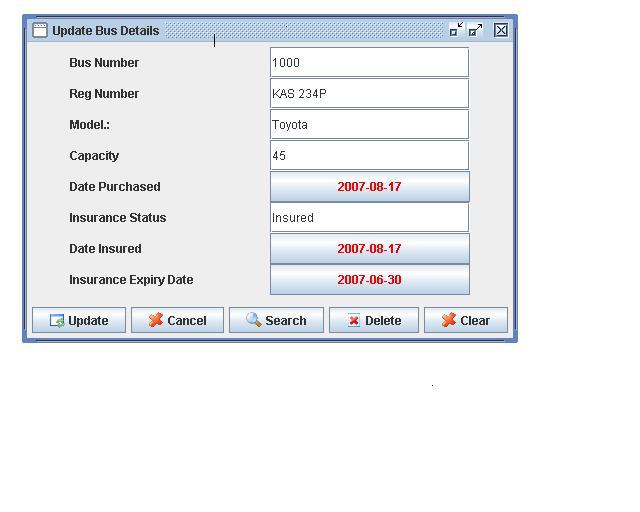 Update Bus Details
Bus Number 1000
Reg Number KAS 234P
Model.: Toyota
Capacity 45
Date Purchased 2007-08-17
Insurance Status Insured
Date Insured 2007-08-17
Insurance Expiry Date 2007-06-30
Update Cancel Search Delete Clear